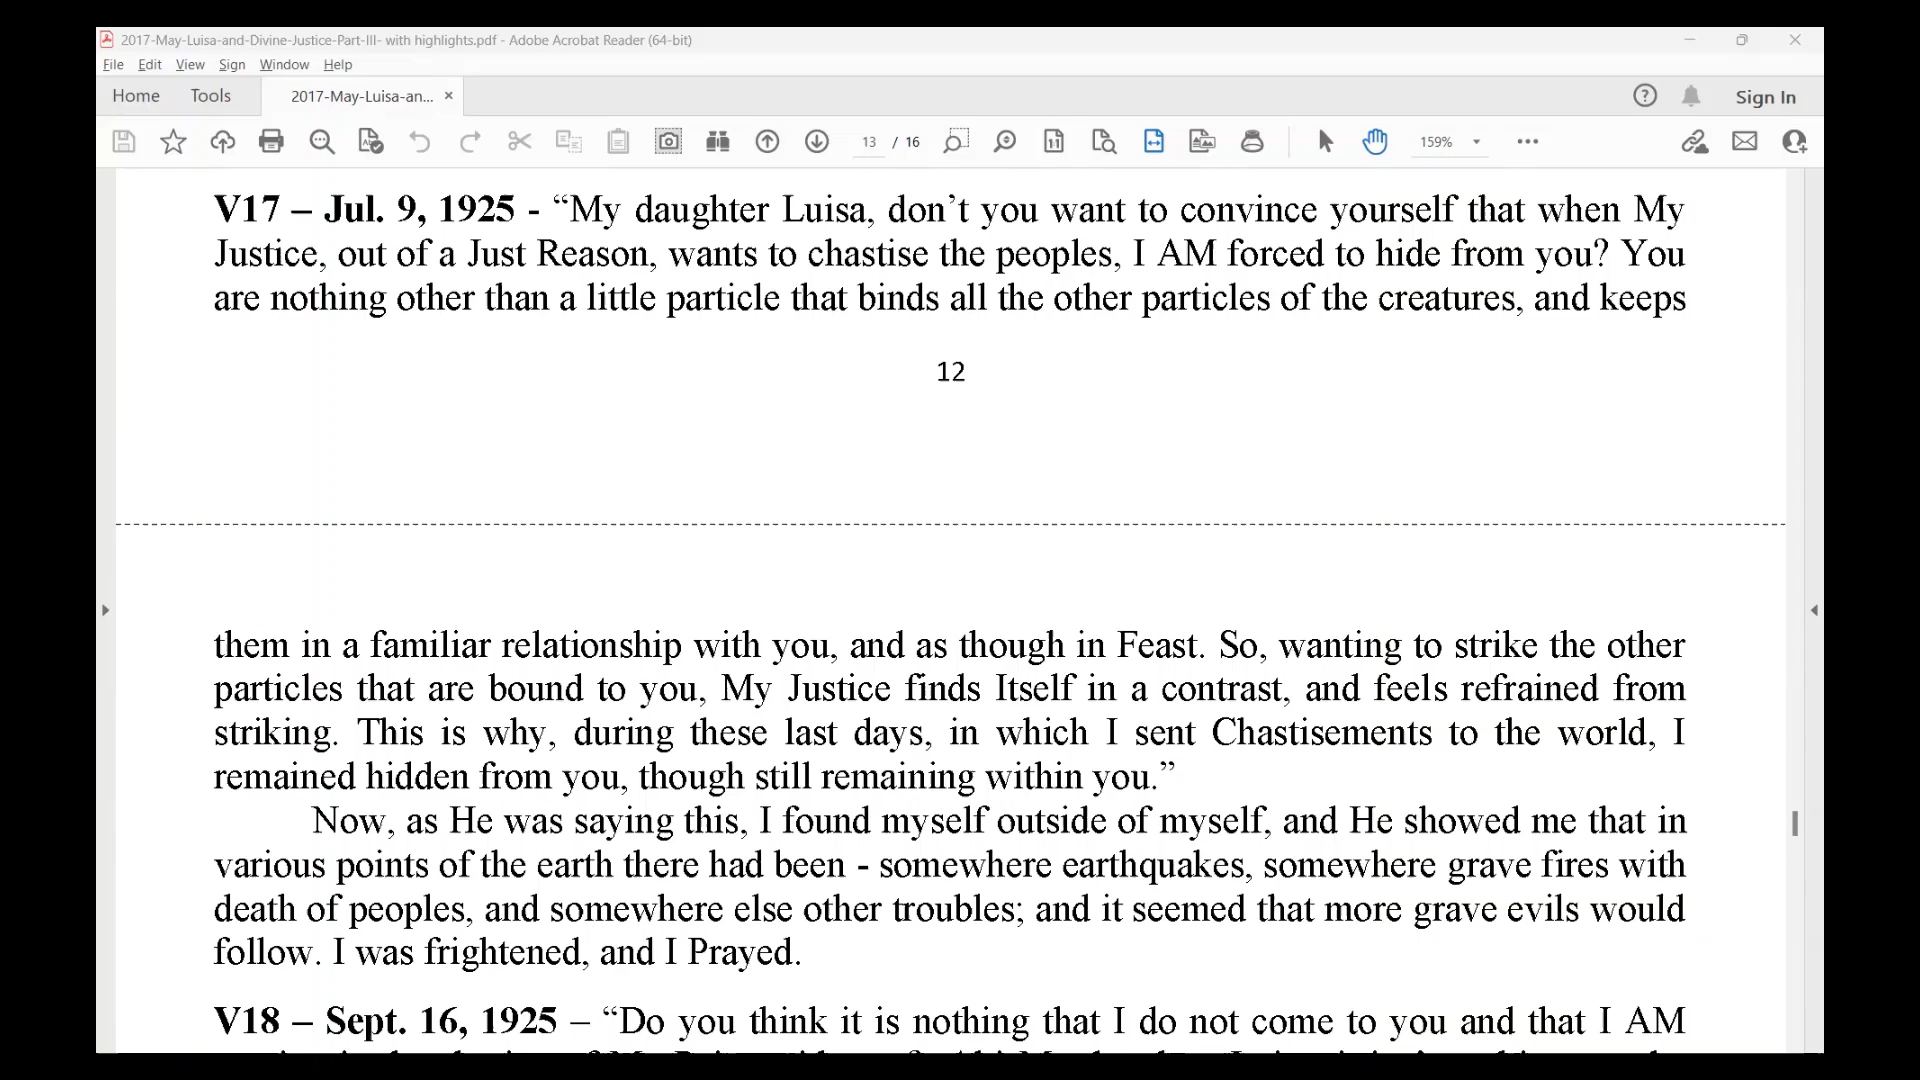 2017-May-Luisa-and-Divine-Justice-Part-III- with highlights.pdf - Adobe Acrobat Reader (64-bit)
File Edit View Sign Window Help
Home Tools 2017-May-Luisa-an... × Sign In
13 / 16 159%
V17 – Jul. 9, 1925 - “My daughter Luisa, don’t you want to convince yourself that when My
Justice, out of a Just Reason, wants to chastise the peoples, I AM forced to hide from you? You
are nothing other than a little particle that binds all the other particles of the creatures, and keeps
12
them in a familiar relationship with you, and as though in Feast. So, wanting to strike the other
particles that are bound to you, My Justice finds Itself in a contrast, and feels refrained from
striking. This is why, during these last days, in which I sent Chastisements to the world, I
remained hidden from you, though still remaining within you.”
Now, as He was saying this, I found myself outside of myself, and He showed me that in
various points of the earth there had been - somewhere earthquakes, somewhere grave fires with
death of peoples, and somewhere else other troubles; and it seemed that more grave evils would
follow. I was frightened, and I Prayed.
V18 – Sept. 16, 1925 – “Do you think it is nothing that I do not come to you and that I AM